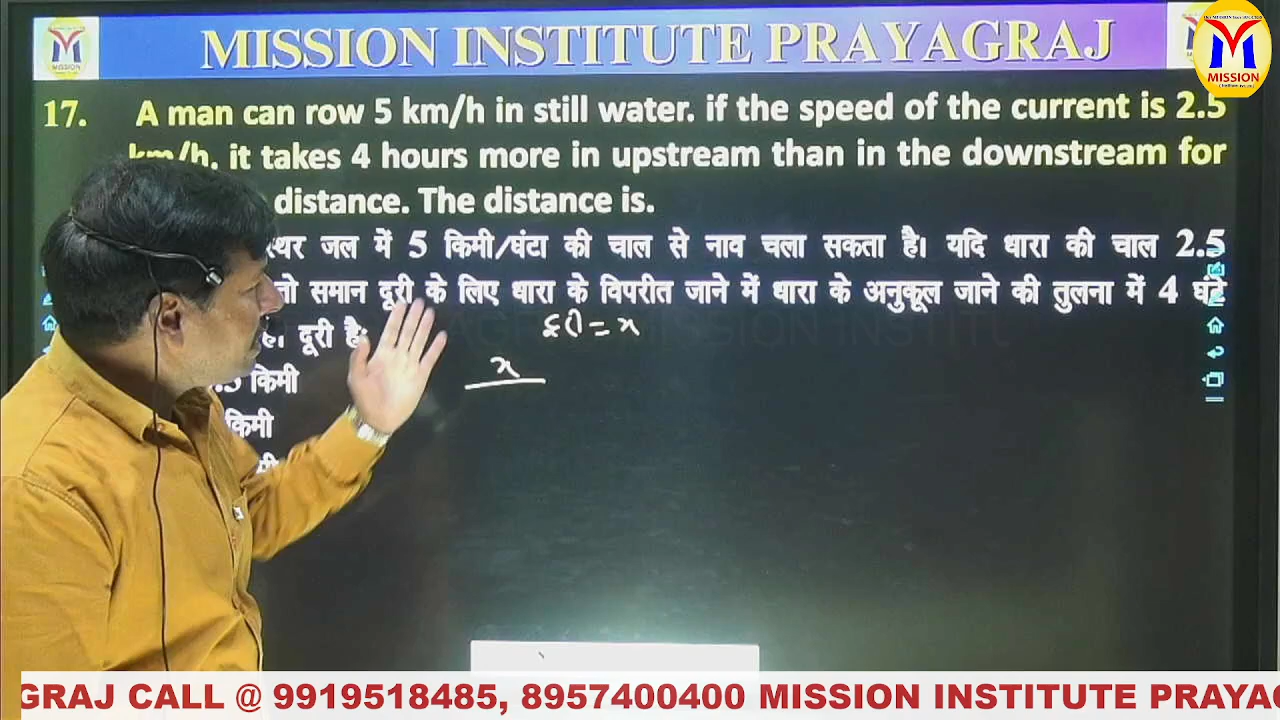 MISSION INSTITUTE PRAYAGRAJ
MISSION
MISSION
17. A man can row 5 km/h in still water. if the speed of the current is 2.5
km/h, it takes 4 hours more in upstream than in the downstream for
distance. The distance is.
जल में 5 किमी/घंटा की चाल से नाव चला सकता है। यदि धारा की चाल 2.5
समान दूरी के लिए धारा के विपरीत जाने में धारा के अनुकूल जाने की तुलना में 4 घंटे
है। दूरी है:
दूरी = x
x
किमी
किमी
GRAJ CALL @ 9919518485, 8957400400 MISSION INSTITUTE PRAYAG